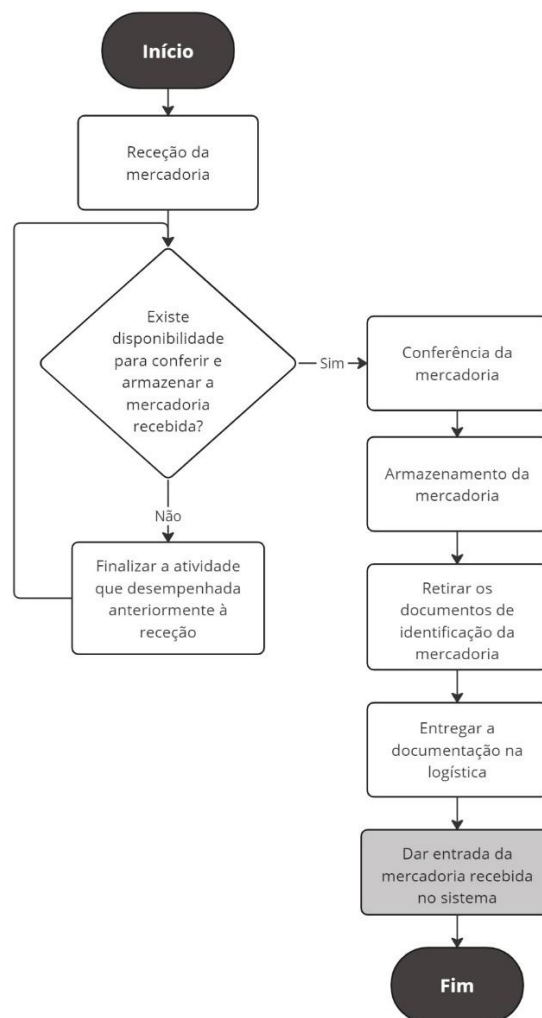 Início
Receção da
mercadoria
Existe
disponibilidade
para conferir e
armazenar a
mercadoria
recebida?
Sim
Não
Finalizar a atividade
que desempenhada
anteriormente à
receção
Conferência da
mercadoria
Armazenamento da
mercadoria
Retirar os
documentos de
identificação da
mercadoria
Entregar a
documentação na
logística
Dar entrada da
mercadoria recebida
no sistema
Fim